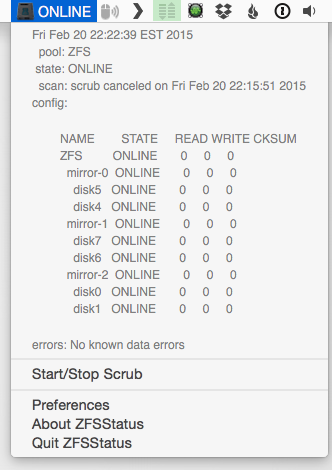 ONLINE
Fri Feb 20 22:22:39 EST 2015
pool: ZFS
state: ONLINE
scan: scrub canceled on Fri Feb 20 22:15:51 2015
config:
NAME STATE READ WRITE CKSUM
ZFS ONLINE 0 0 0
mirror-0 ONLINE 0 0 0
disk5 ONLINE 0 0 0
disk4 ONLINE 0 0 0
mirror-1 ONLINE 0 0 0
disk7 ONLINE 0 0 0
disk6 ONLINE 0 0 0
mirror-2 ONLINE 0 0 0
disk0 ONLINE 0 0 0
disk1 ONLINE 0 0 0
errors: No known data errors
Start/Stop Scrub
Preferences
About ZFSStatus
Quit ZFSStatus